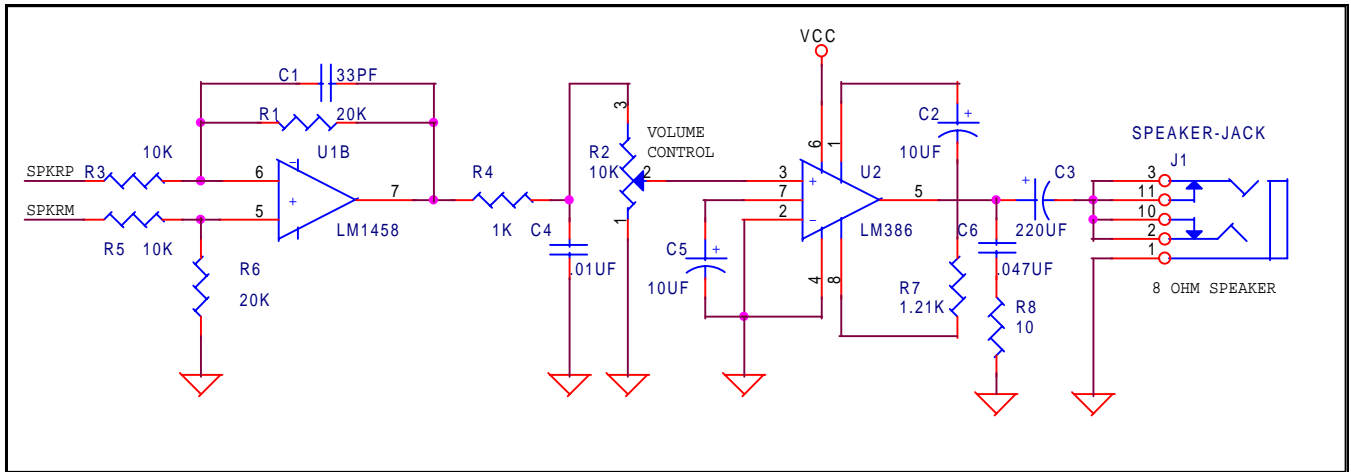 VCC
C1 33PF
R1 20K
U1B
10K
SPKRP R3
6
7
SPKRM
5
LM1458
R5 10K
R6
20K
R4
1K
C4
.01UF
3
R2
10K
2
1
VOLUME
CONTROL
6
1
C2
10UF
3
7
2
U2
5
LM386
4
8
C5
10UF
R7
1.21K
C6
.047UF
R8
10
C3
220UF
SPEAKER-JACK
J1
3
11
10
2
1
8 OHM SPEAKER